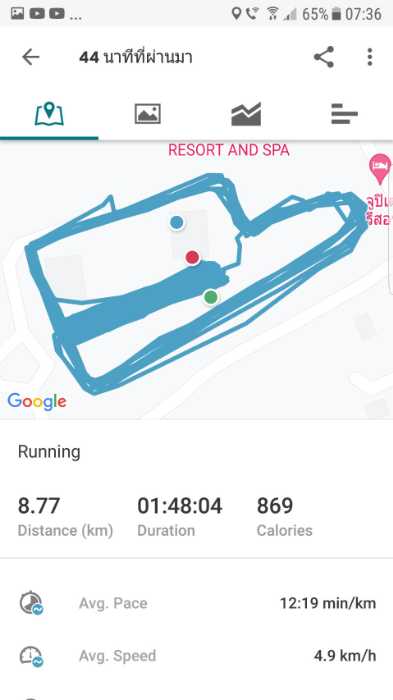 ... 65% 07:36
44 นาทีที่ผ่านมา
RESORT AND SPA
Google
Running
8.77 01:48:04 869
Distance (km) Duration Calories
Avg. Pace 12:19 min/km
Avg. Speed 4.9 km/h